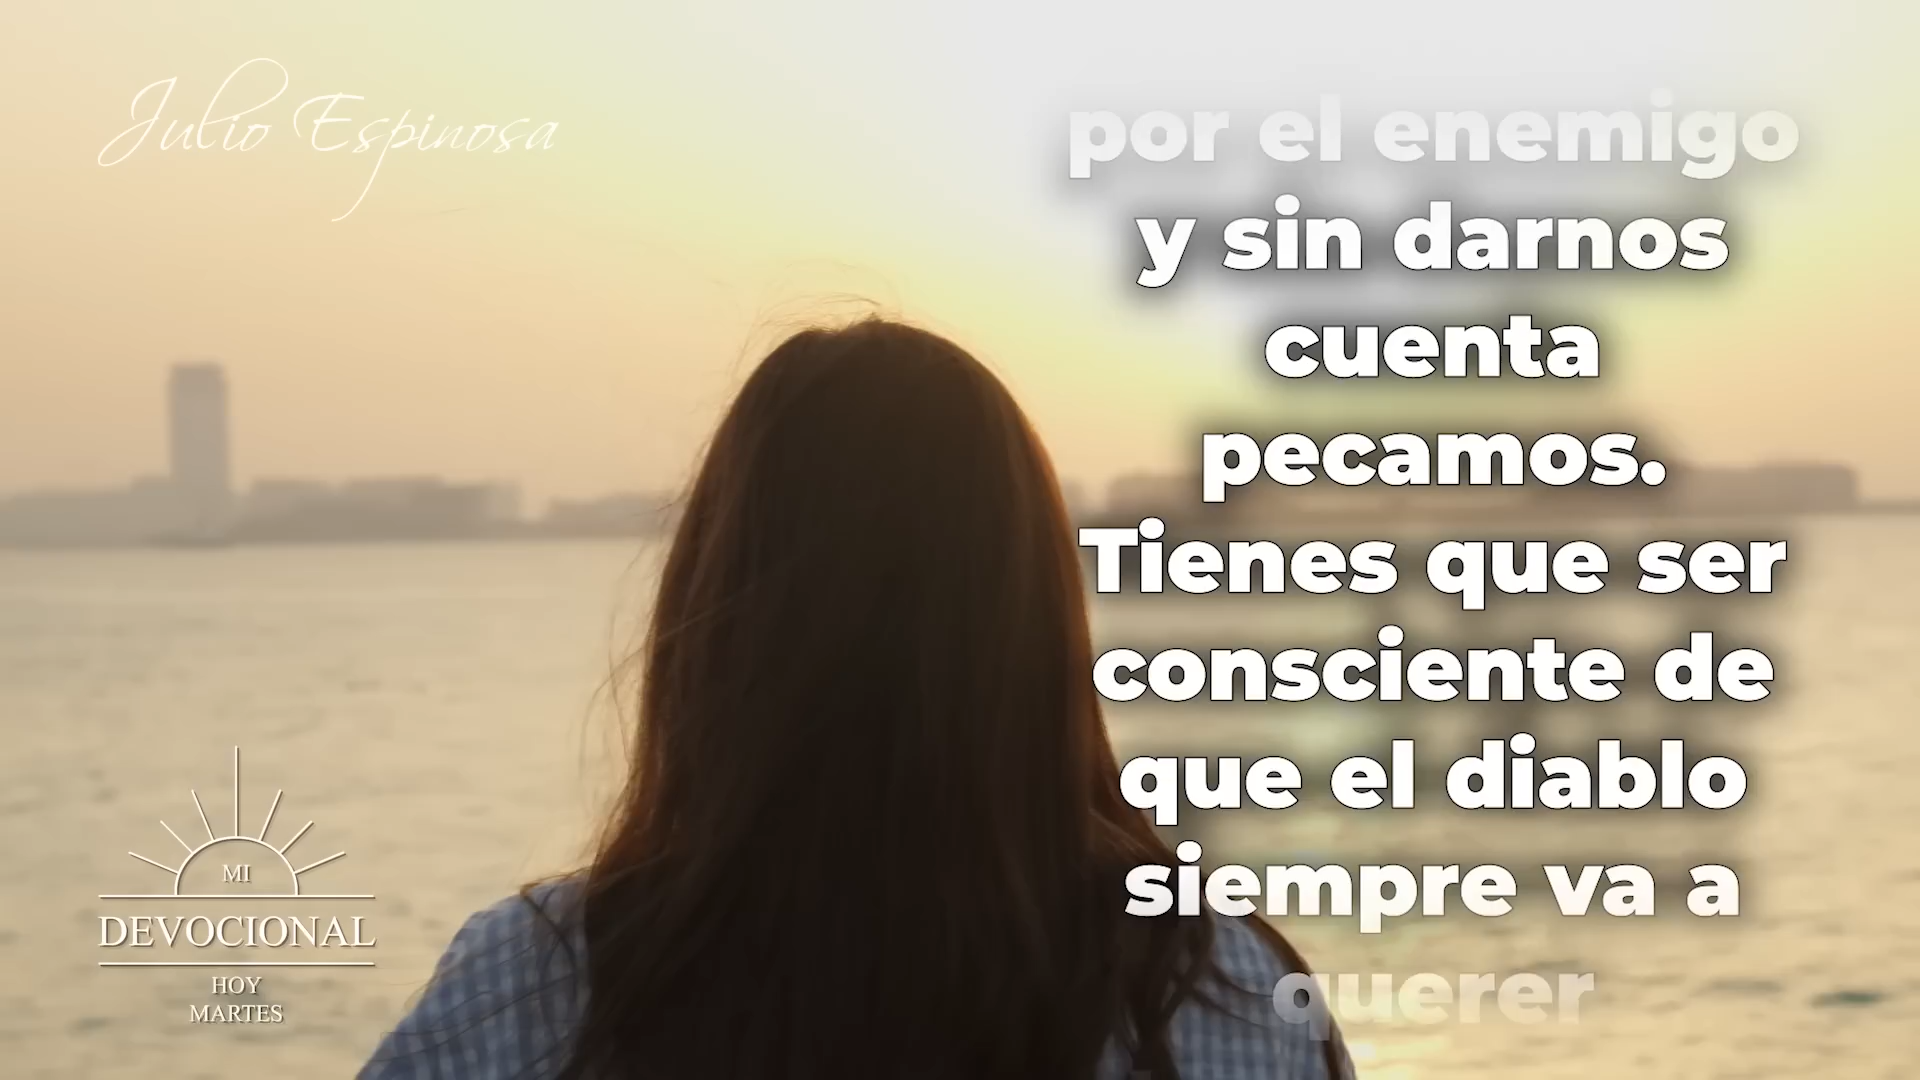 Julio Espinosa
por el enemigo
y sin darnos
cuenta
pecamos.
Tienes que ser
consciente de
que el diablo
siempre va a
querer
MI
DEVOCIONAL
HOY
MARTES